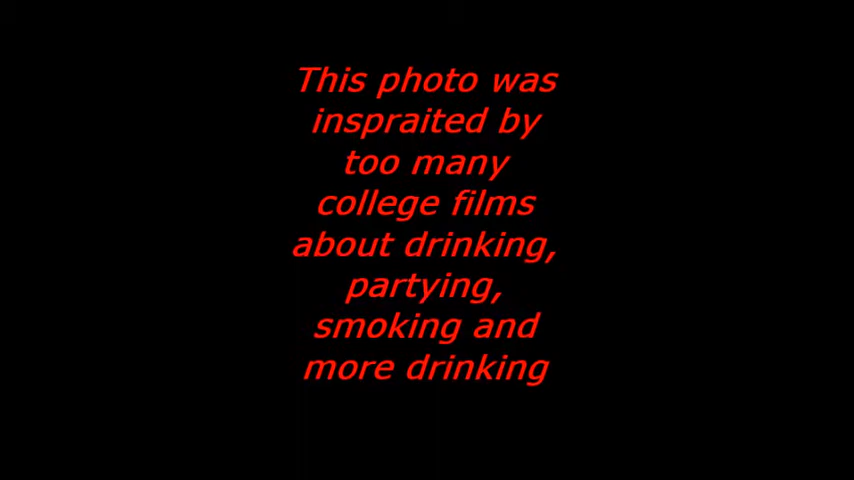 This photo was
inspraited by
too many
college films
about drinking,
partying,
smoking and
more drinking